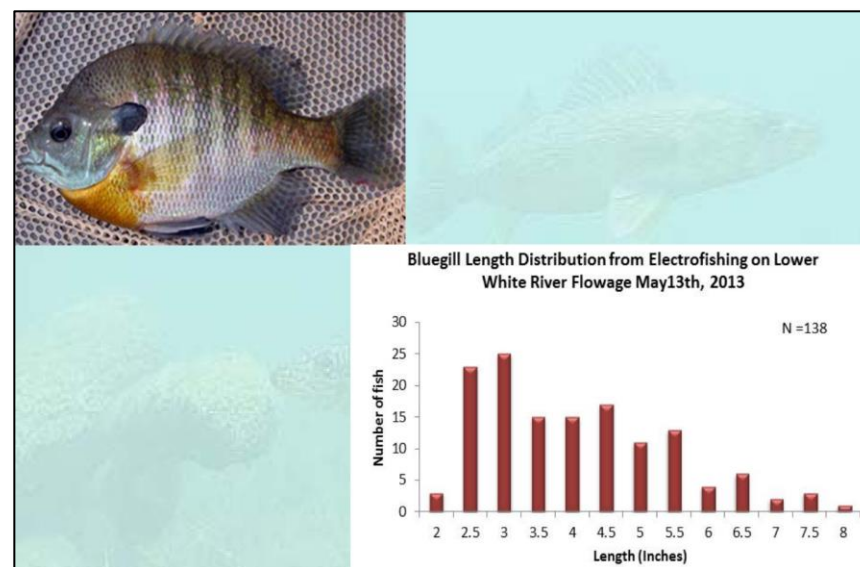 Bluegill Length Distribution from Electrofishing on Lower
White River Flowage May13th, 2013
N =138
Number of fish
30
25
20
15
10
5
0
2 2.5 3 3.5 4 4.5 5 5.5 6 6.5 7 7.5 8
Length (Inches)